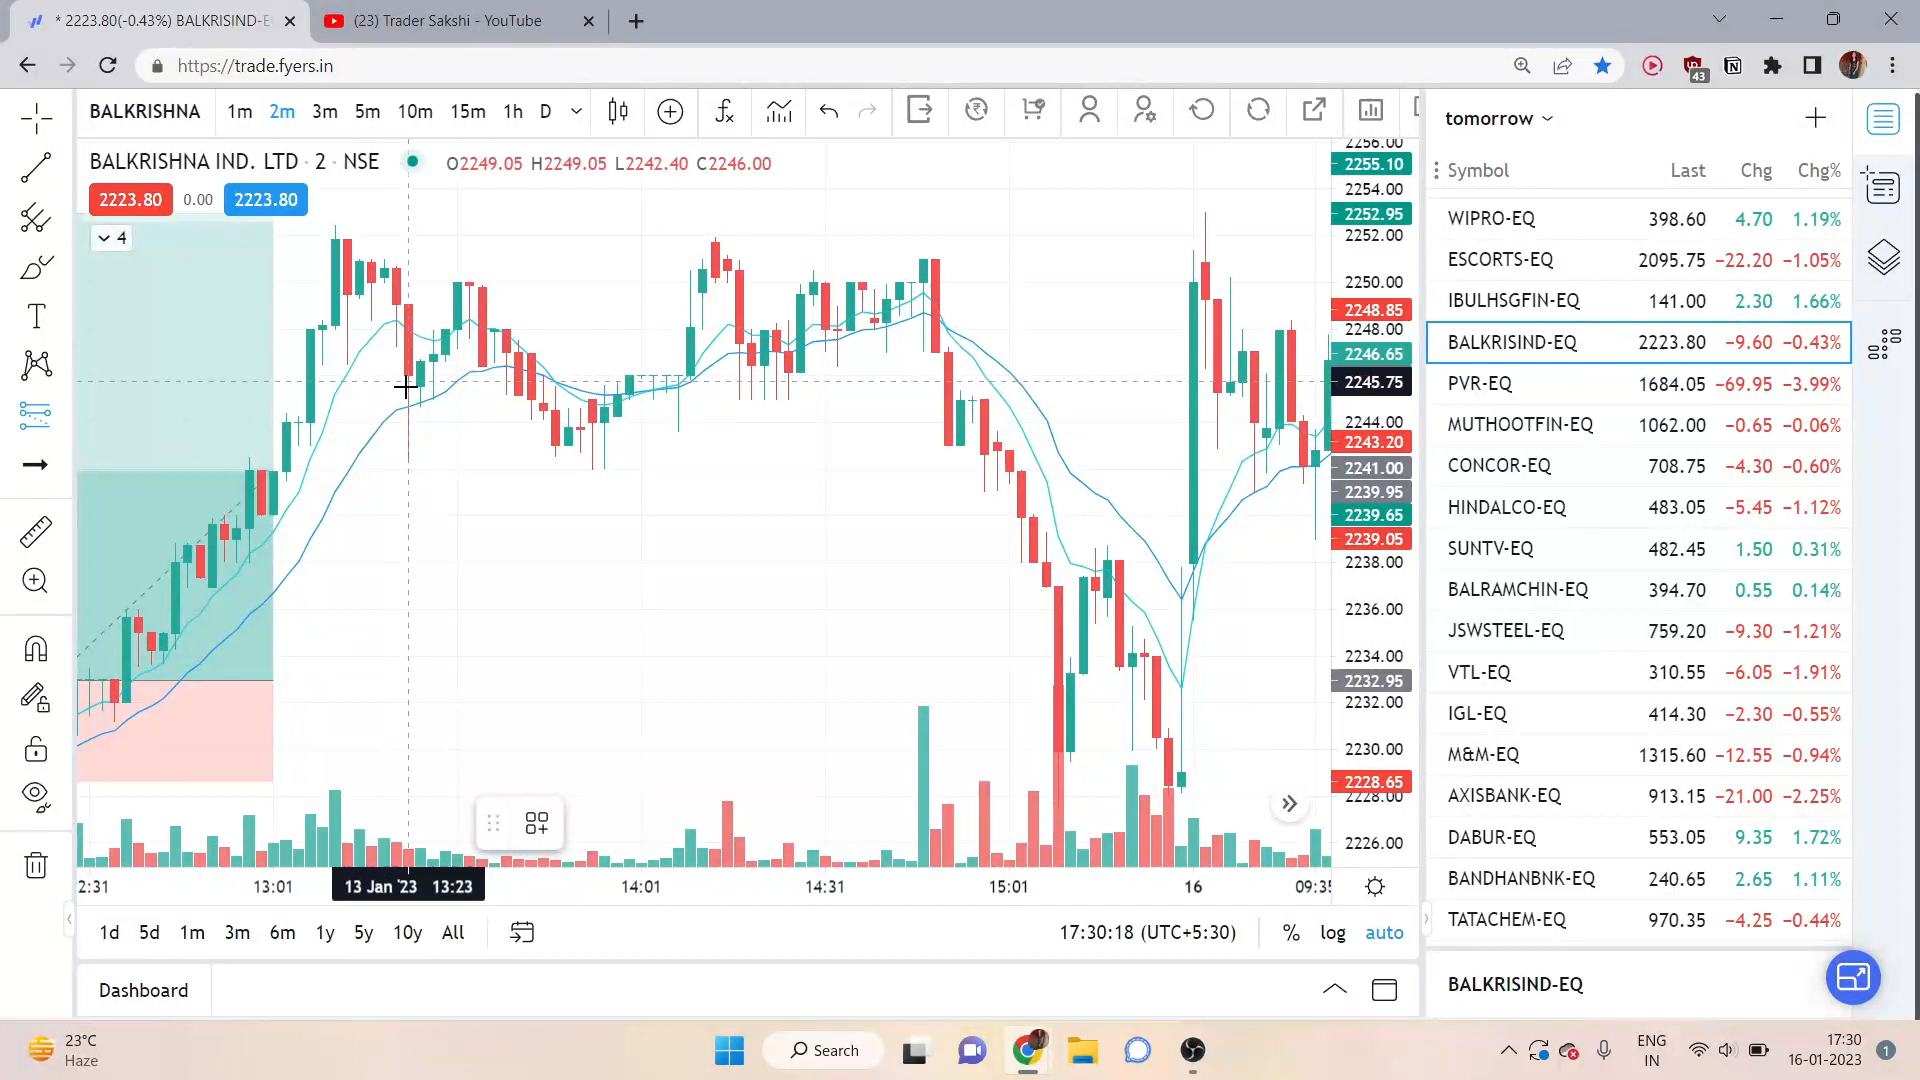 * 2223.80(-0.43%) BALKRISIND-E
(23) Trader Sakshi - YouTube
https://trade.fyers.in
43
BALKRISHNA
1m 2m 3m 5m 10m 15m 1h D
BALKRISHNA IND. LTD · 2 · NSE
O2249.05 H2249.05 L2242.40 C2246.00
2223.80 0.00 2223.80
4
2256.00
2255.10
2254.00
2252.95
2252.00
2250.00
2248.85
2248.00
2246.65
2245.75
2244.00
2243.20
2241.00
2239.95
2239.65
2239.05
2238.00
2236.00
2234.00
2232.95
2232.00
2230.00
2228.65
2228.00
2226.00
2:31 13:01 13 Jan '23 13:23 14:01 14:31 15:01 16 09:35
1d 5d 1m 3m 6m 1y 5y 10y All
17:30:18 (UTC+5:30) % log auto
Dashboard
tomorrow
Symbol Last Chg Chg%
WIPRO-EQ 398.60 4.70 1.19%
ESCORTS-EQ 2095.75 −22.20 −1.05%
IBULHSGFIN-EQ 141.00 2.30 1.66%
BALKRISIND-EQ 2223.80 −9.60 −0.43%
PVR-EQ 1684.05 −69.95 −3.99%
MUTHOOTFIN-EQ 1062.00 −0.65 −0.06%
CONCOR-EQ 708.75 −4.30 −0.60%
HINDALCO-EQ 483.05 −5.45 −1.12%
SUNTV-EQ 482.45 1.50 0.31%
BALRAMCHIN-EQ 394.70 0.55 0.14%
JSWSTEEL-EQ 759.20 −9.30 −1.21%
VTL-EQ 310.55 −6.05 −1.91%
IGL-EQ 414.30 −2.30 −0.55%
M&M-EQ 1315.60 −12.55 −0.94%
AXISBANK-EQ 913.15 −21.00 −2.25%
DABUR-EQ 553.05 9.35 1.72%
BANDHANBNK-EQ 240.65 2.65 1.11%
TATACHEM-EQ 970.35 −4.25 −0.44%
BALKRISIND-EQ
23°C
Haze
Search
ENG
IN
17:30
16-01-2023
1